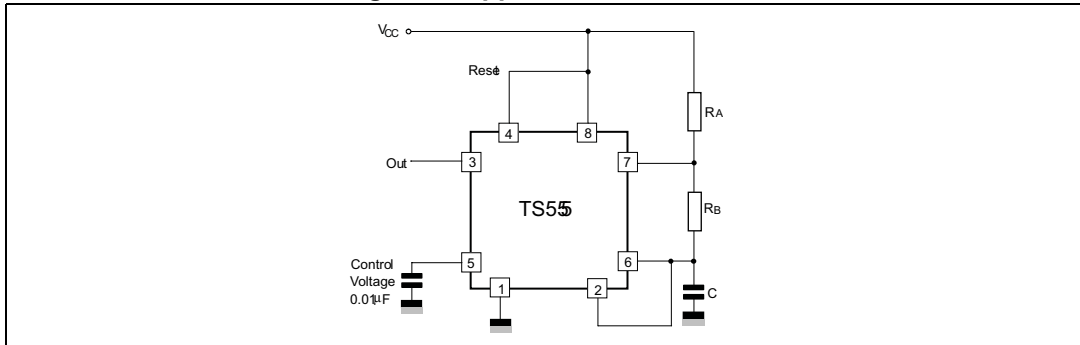 VCC
Reset
RA
4
8
3
Out
7
TS555
RB
5
6
Control
Voltage
0.01µF
1
2
C